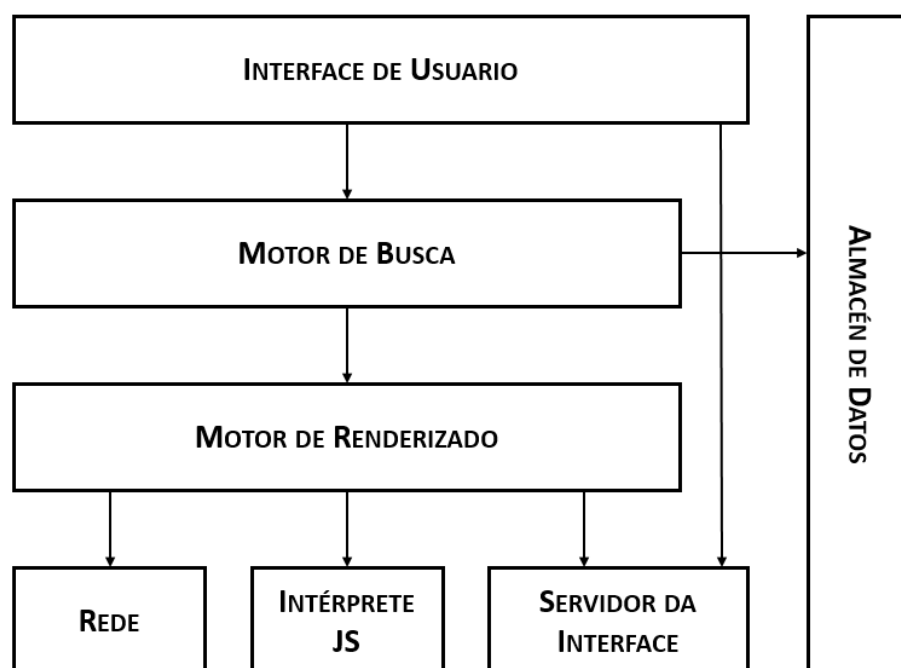 Interface de Usuario
Motor de Busca
Almacén de Datos
Motor de Renderizado
Rede
Intérprete
JS
Servidor da
Interface